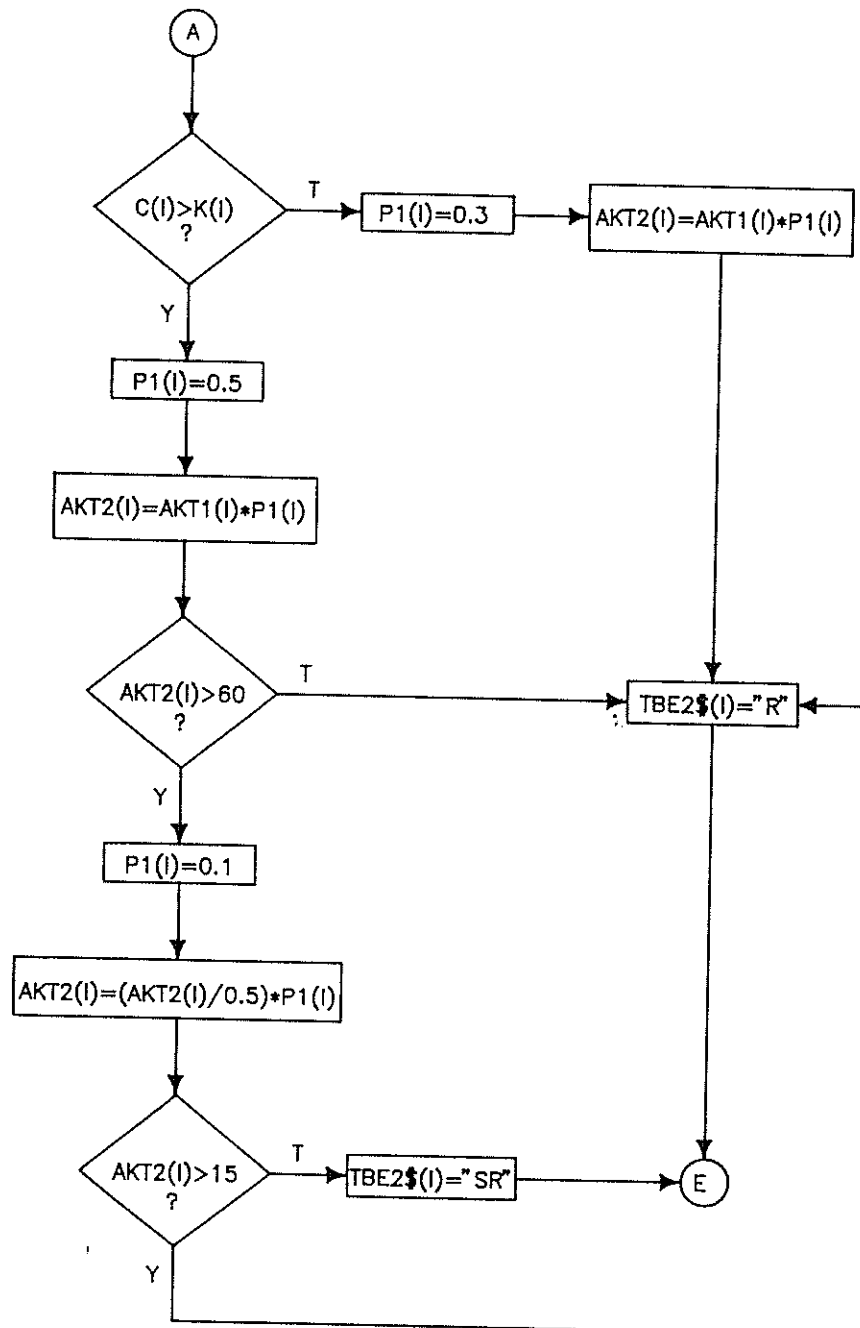 A
C(I)>K(I)
?
T
P1(I)=0.3
AKT2(I)=AKT1(I)*P1(I)
Y
P1(I)=0.5
AKT2(I)=AKT1(I)*P1(I)
AKT2(I)>60
?
T
TBE2$(I)="R"
Y
P1(I)=0.1
AKT2(I)=(AKT2(I)/0.5)*P1(I)
AKT2(I)>15
?
T
TBE2$(I)="SR"
E
Y